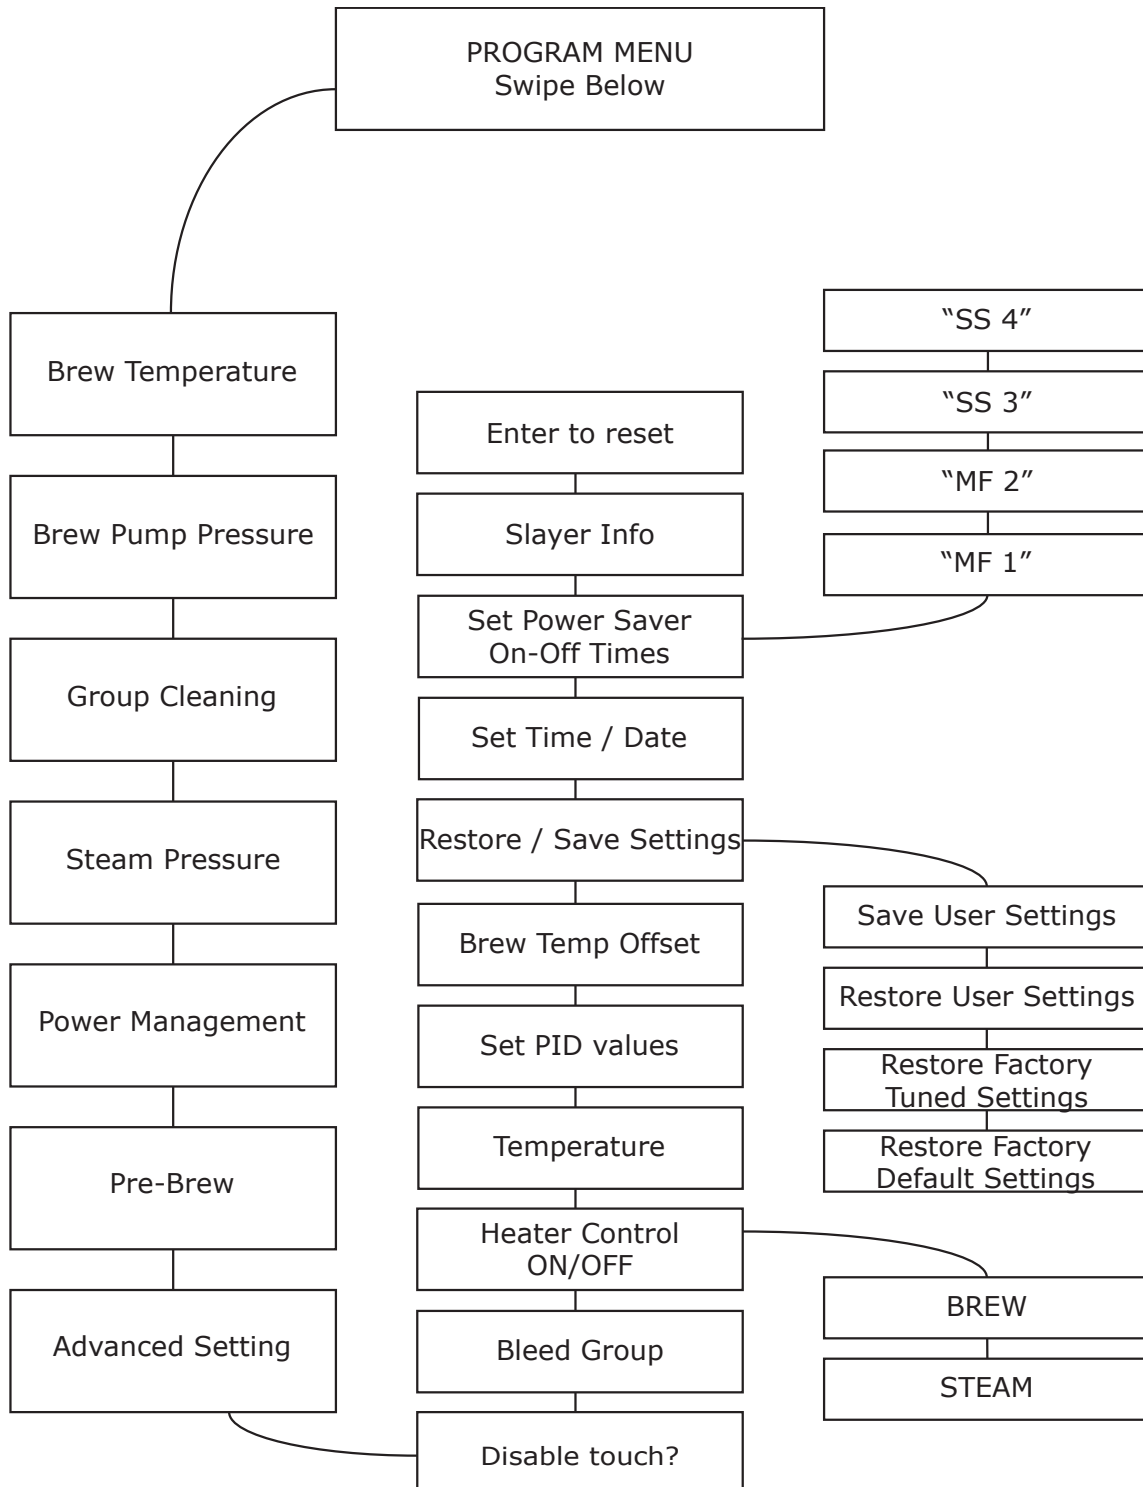 PROGRAM MENU
Swipe Below
Brew Temperature
Brew Pump Pressure
Group Cleaning
Steam Pressure
Power Management
Pre-Brew
Advanced Setting
Enter to reset
Slayer Info
Set Power Saver
On-Off Times
Set Time / Date
Restore / Save Settings
Brew Temp Offset
Set PID values
Temperature
Heater Control
ON/OFF
Bleed Group
Disable touch?
“SS 4”
“SS 3”
“MF 2”
“MF 1”
Save User Settings
Restore User Settings
Restore Factory
Tuned Settings
Restore Factory
Default Settings
BREW
STEAM